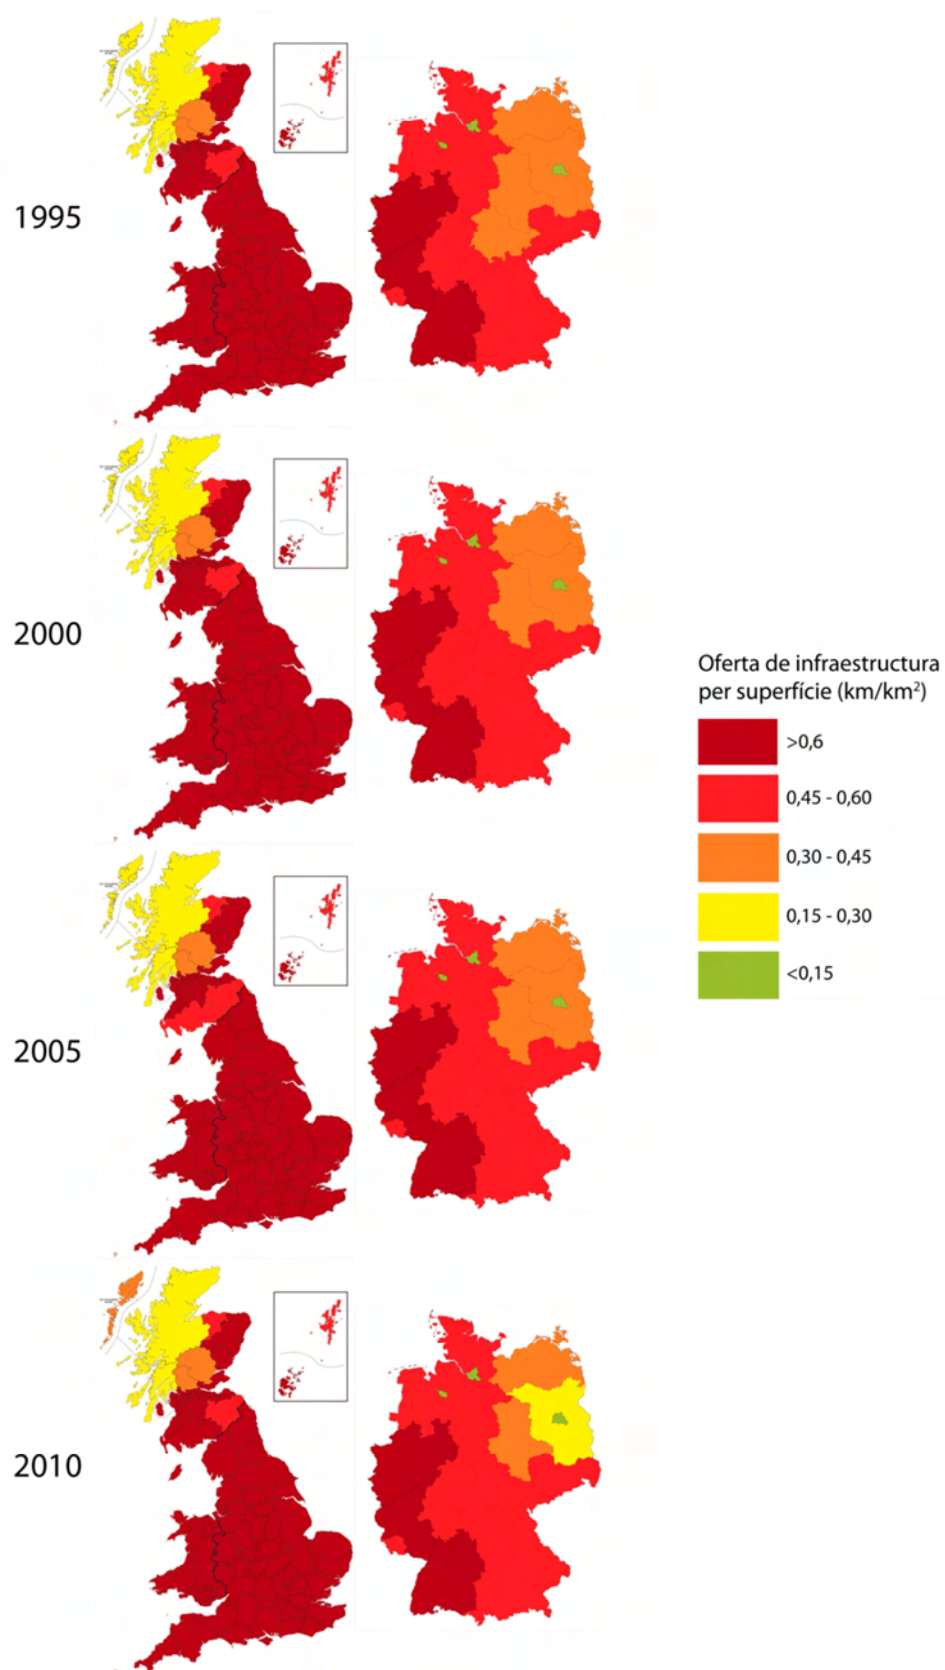 1995
2000
Oferta de infraestructura
per superfície (km/km²)
>0,6
0,45 - 0,60
0,30 - 0,45
0,15 - 0,30
<0,15
2005
2010